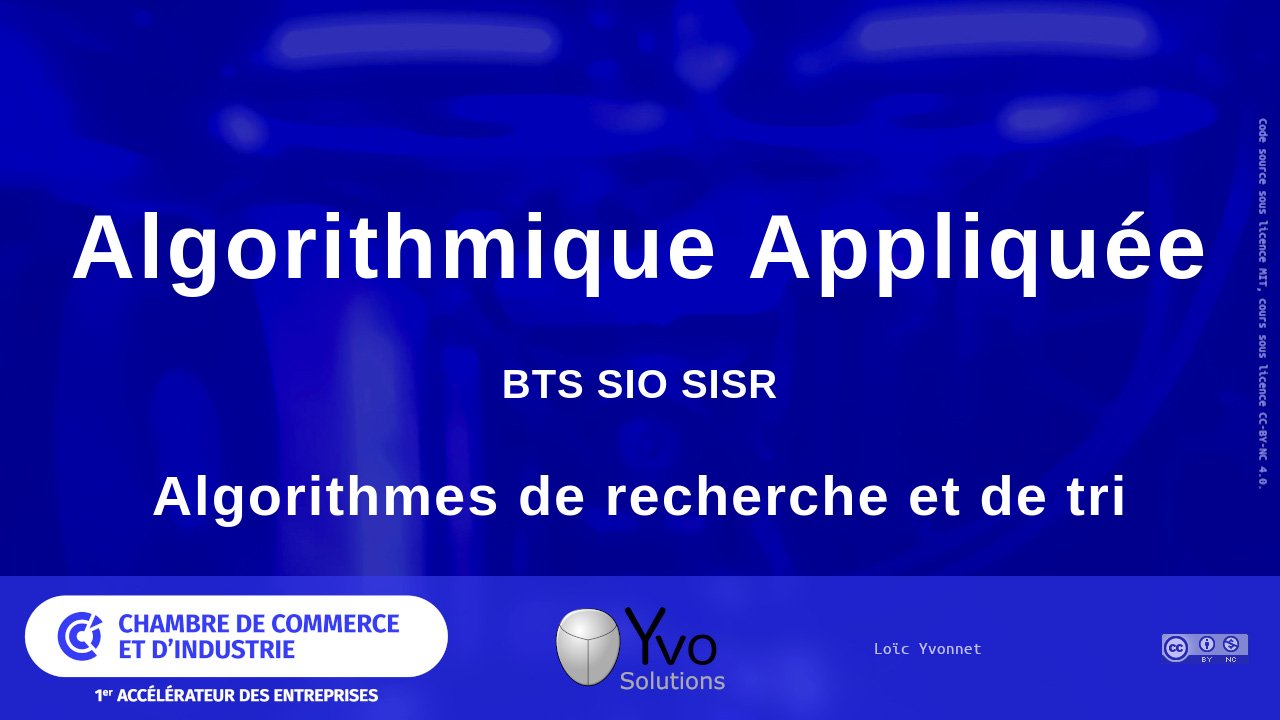 Algorithmique Appliquée
BTS SIO SISR
Algorithmes de recherche et de tri
Code source sous licence MIT, cours sous licence CC-BY-NC 4.0.
CHAMBRE DE COMMERCE
ET D'INDUSTRIE
1er ACCÉLÉRATEUR DES ENTREPRISES
Yvo
Solutions
Loïc Yvonnet
cc
BY NC